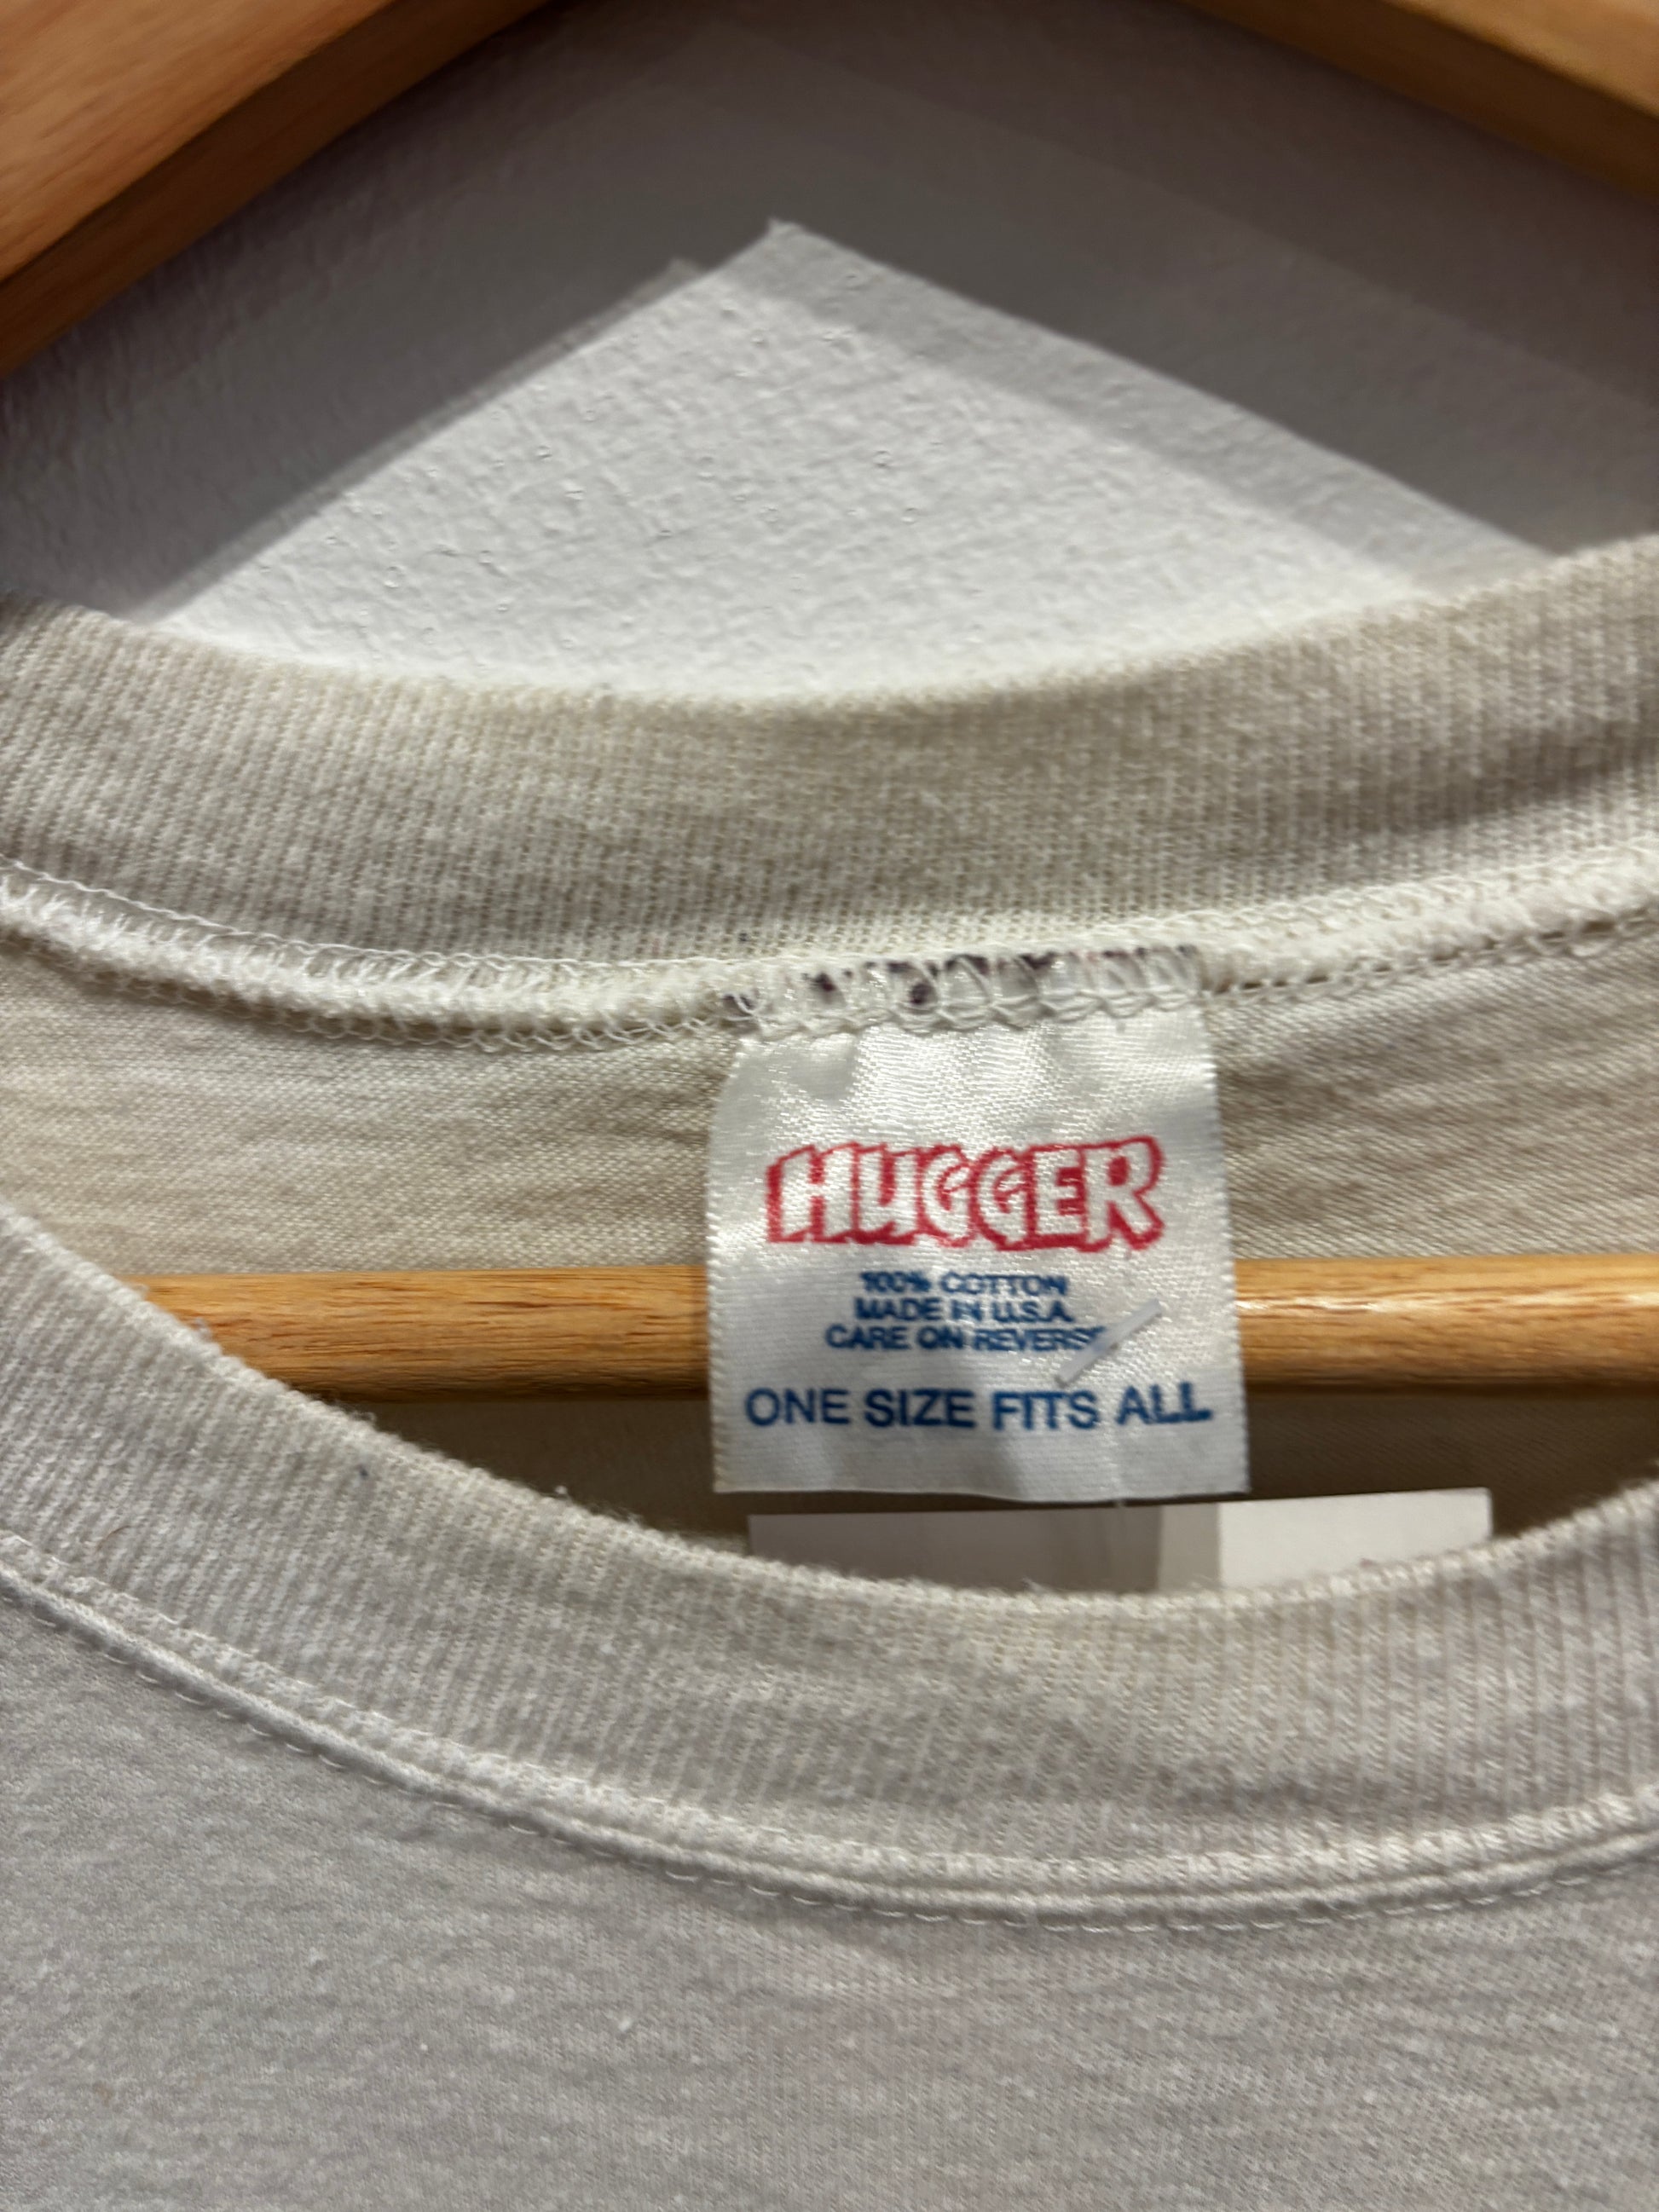 HUGGER
100% COTTON
MADE IN U.S.A.
CARE ON REVERSE
ONE SIZE FITS ALL